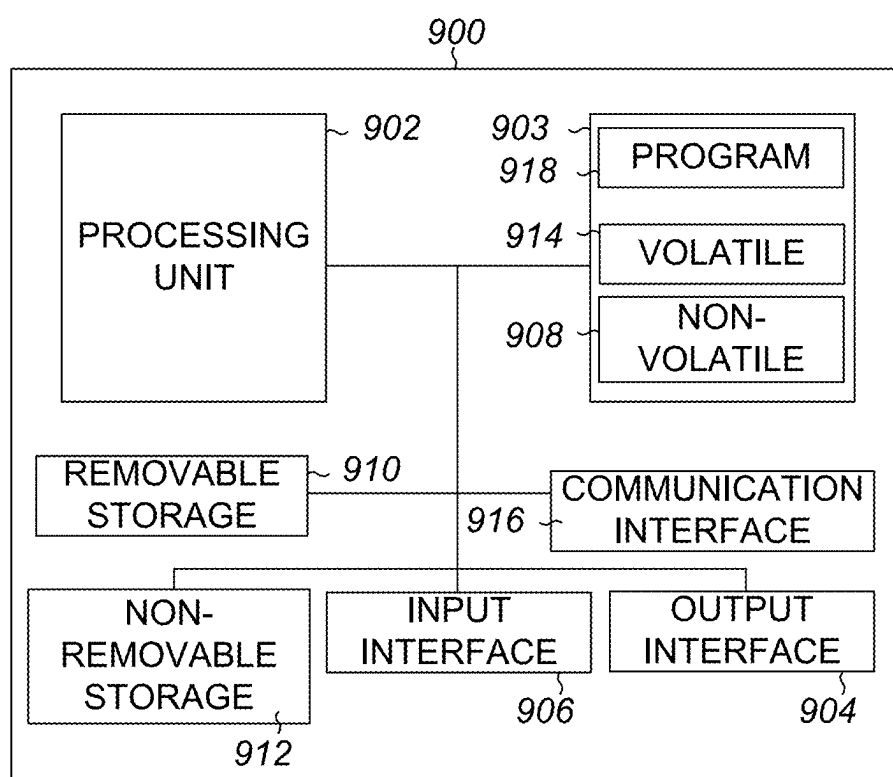 900
902
903
PROGRAM
918
PROCESSING
UNIT
914
VOLATILE
908
NON-
VOLATILE
REMOVABLE
STORAGE
910
COMMUNICATION
INTERFACE
916
NON-
REMOVABLE
STORAGE
912
INPUT
INTERFACE
906
OUTPUT
INTERFACE
904